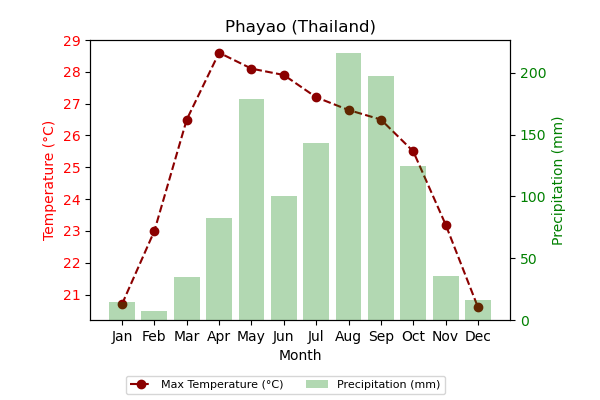 Phayao (Thailand)
29
28
27
26
25
24
23
22
21
Temperature (°C)
200
150
100
50
0
Precipitation (mm)
Jan Feb Mar Apr May Jun Jul Aug Sep Oct Nov Dec
Month
Max Temperature (°C) Precipitation (mm)